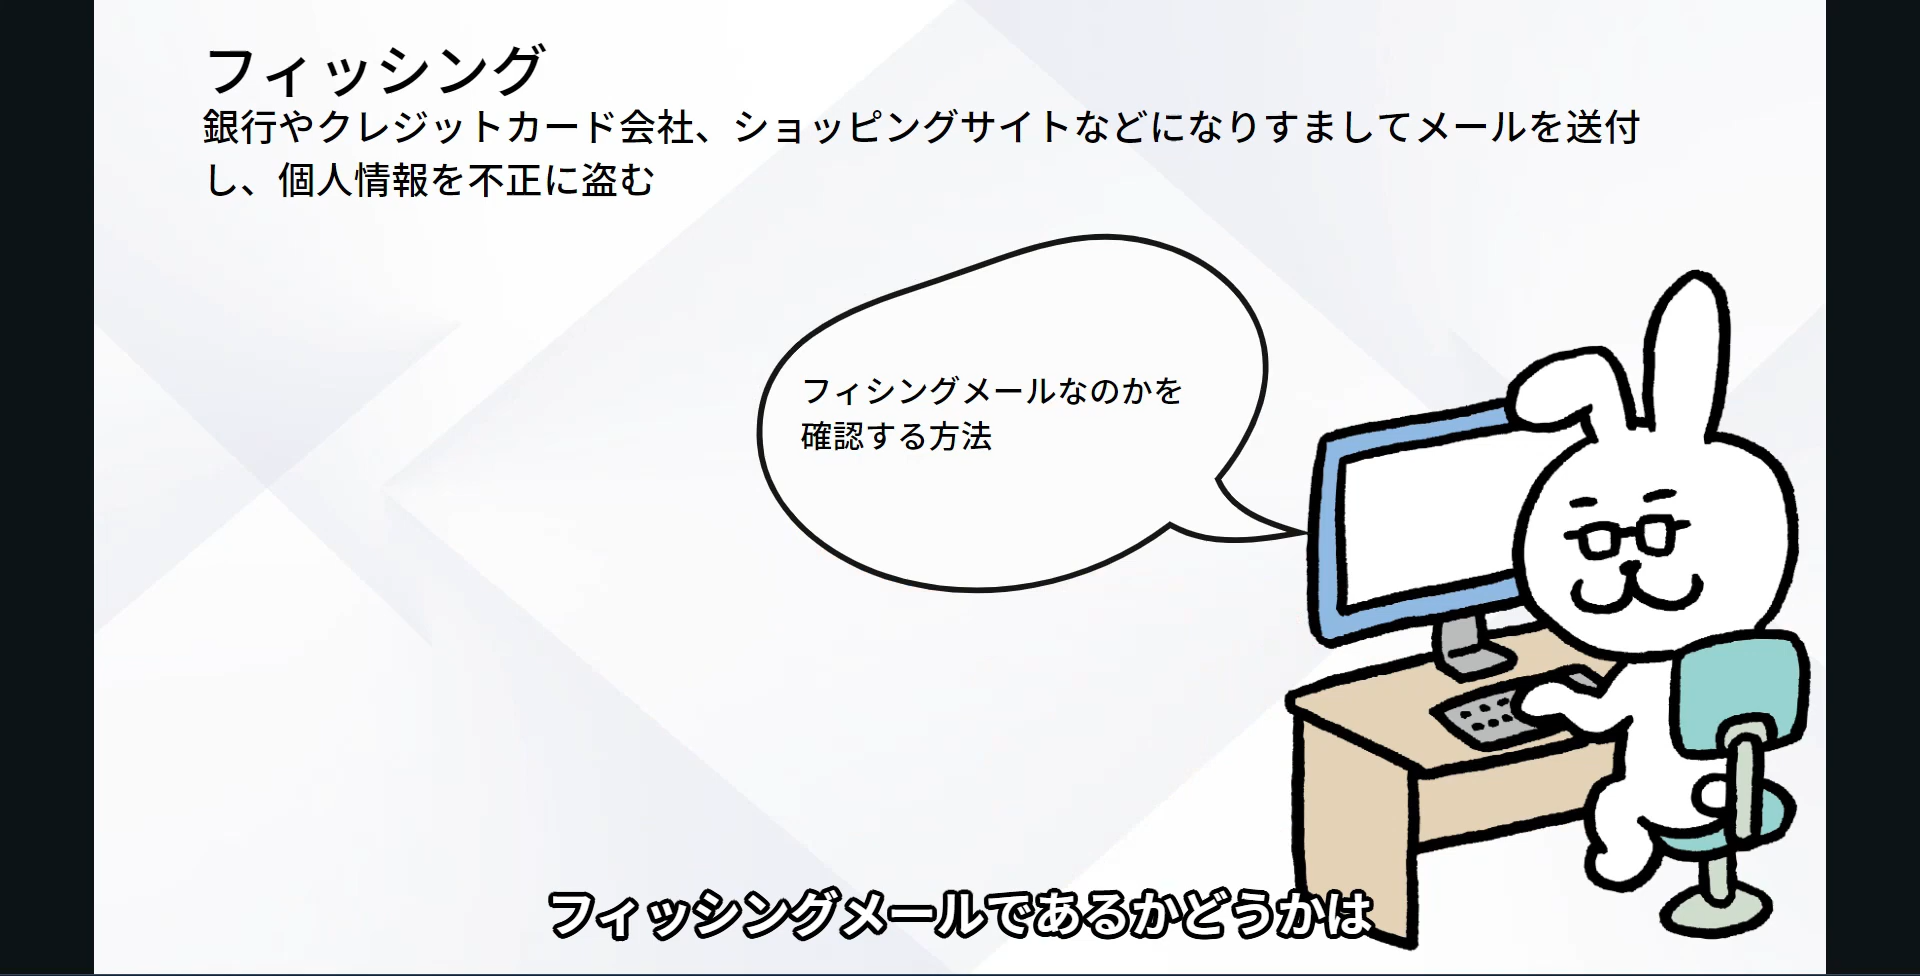 フィッシング
銀行やクレジットカード会社、ショッピングサイトなどになりすましてメールを送付
し、個人情報を不正に盗む
フィシングメールなのかを
確認する方法
フィッシングメールであるかどうかは